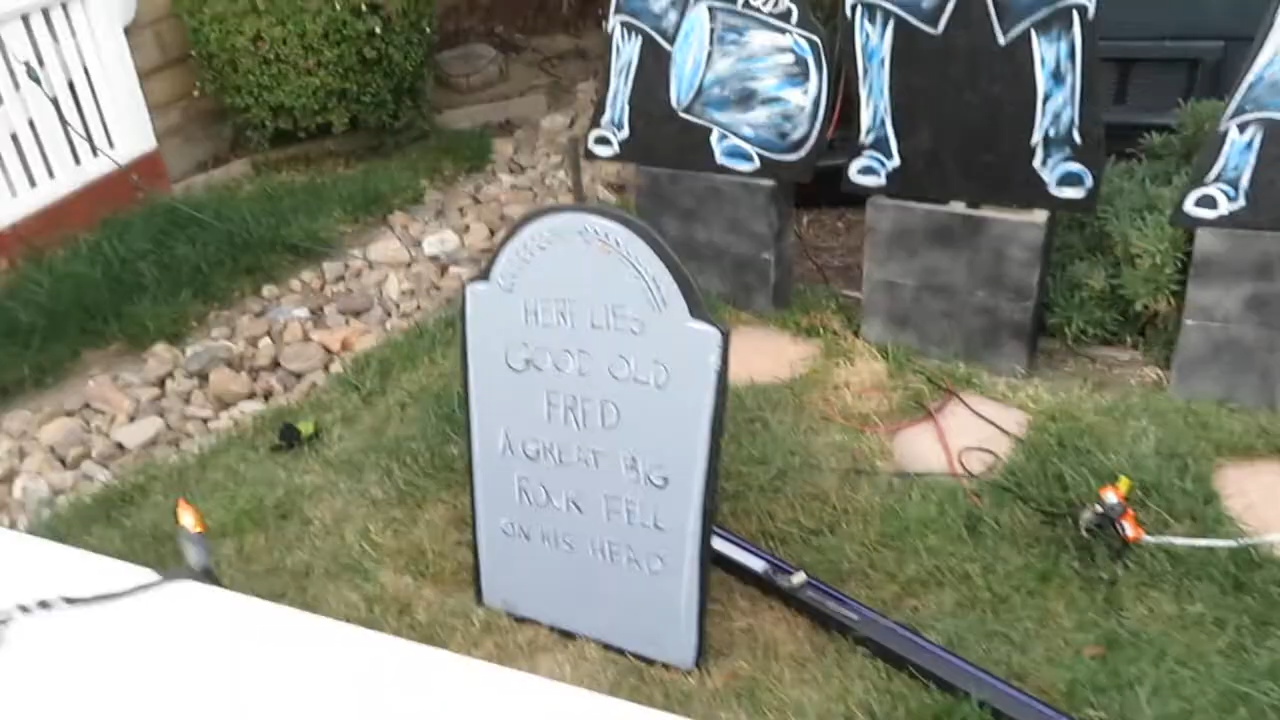 HERE LIES
GOOD OLD
FRED
A GREAT BIG
ROCK FELL
ON HIS HEAD